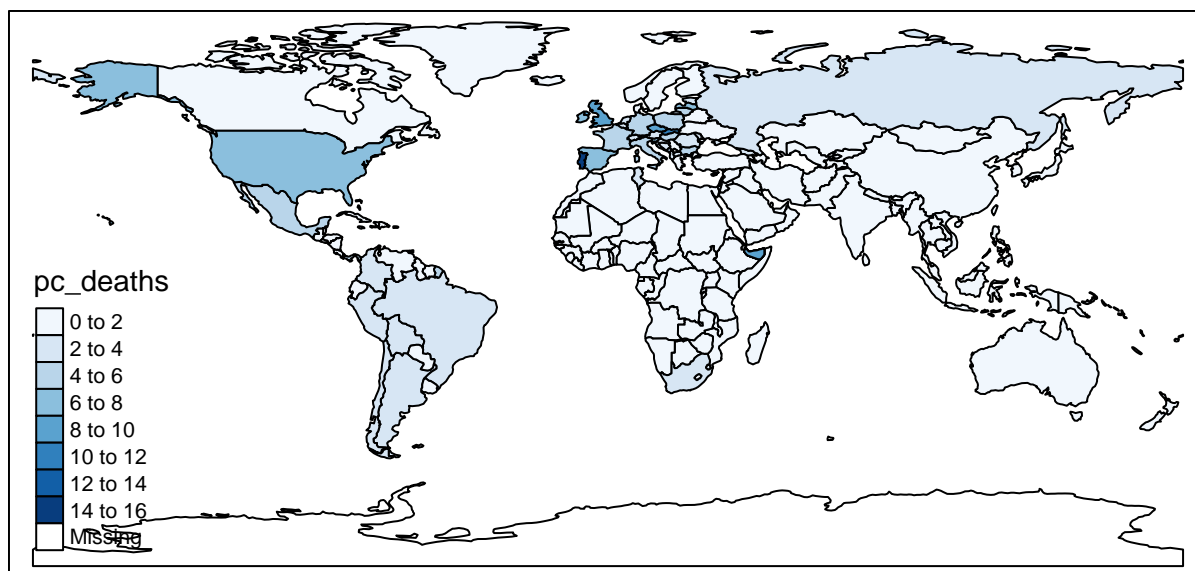 pc_deaths
0 to 2
2 to 4
4 to 6
6 to 8
8 to 10
10 to 12
12 to 14
14 to 16
Missing